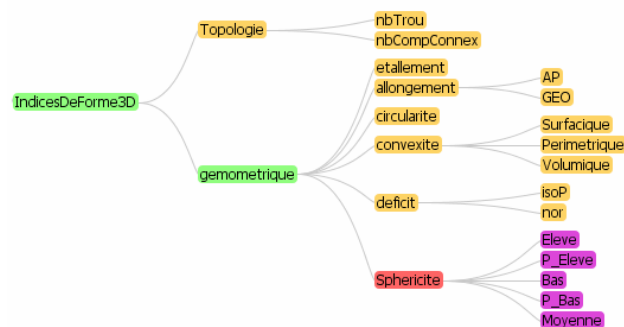 IndicesDeForme3D
Topologie
nbTrou
nbCompConnex
gemometrique
etallement
allongement
AP
GEO
circularite
convexite
Surfacique
Perimetrique
Volumique
deficit
isoP
nor
Sphericite
Eleve
P_Eleve
Bas
P_Bas
Moyenne